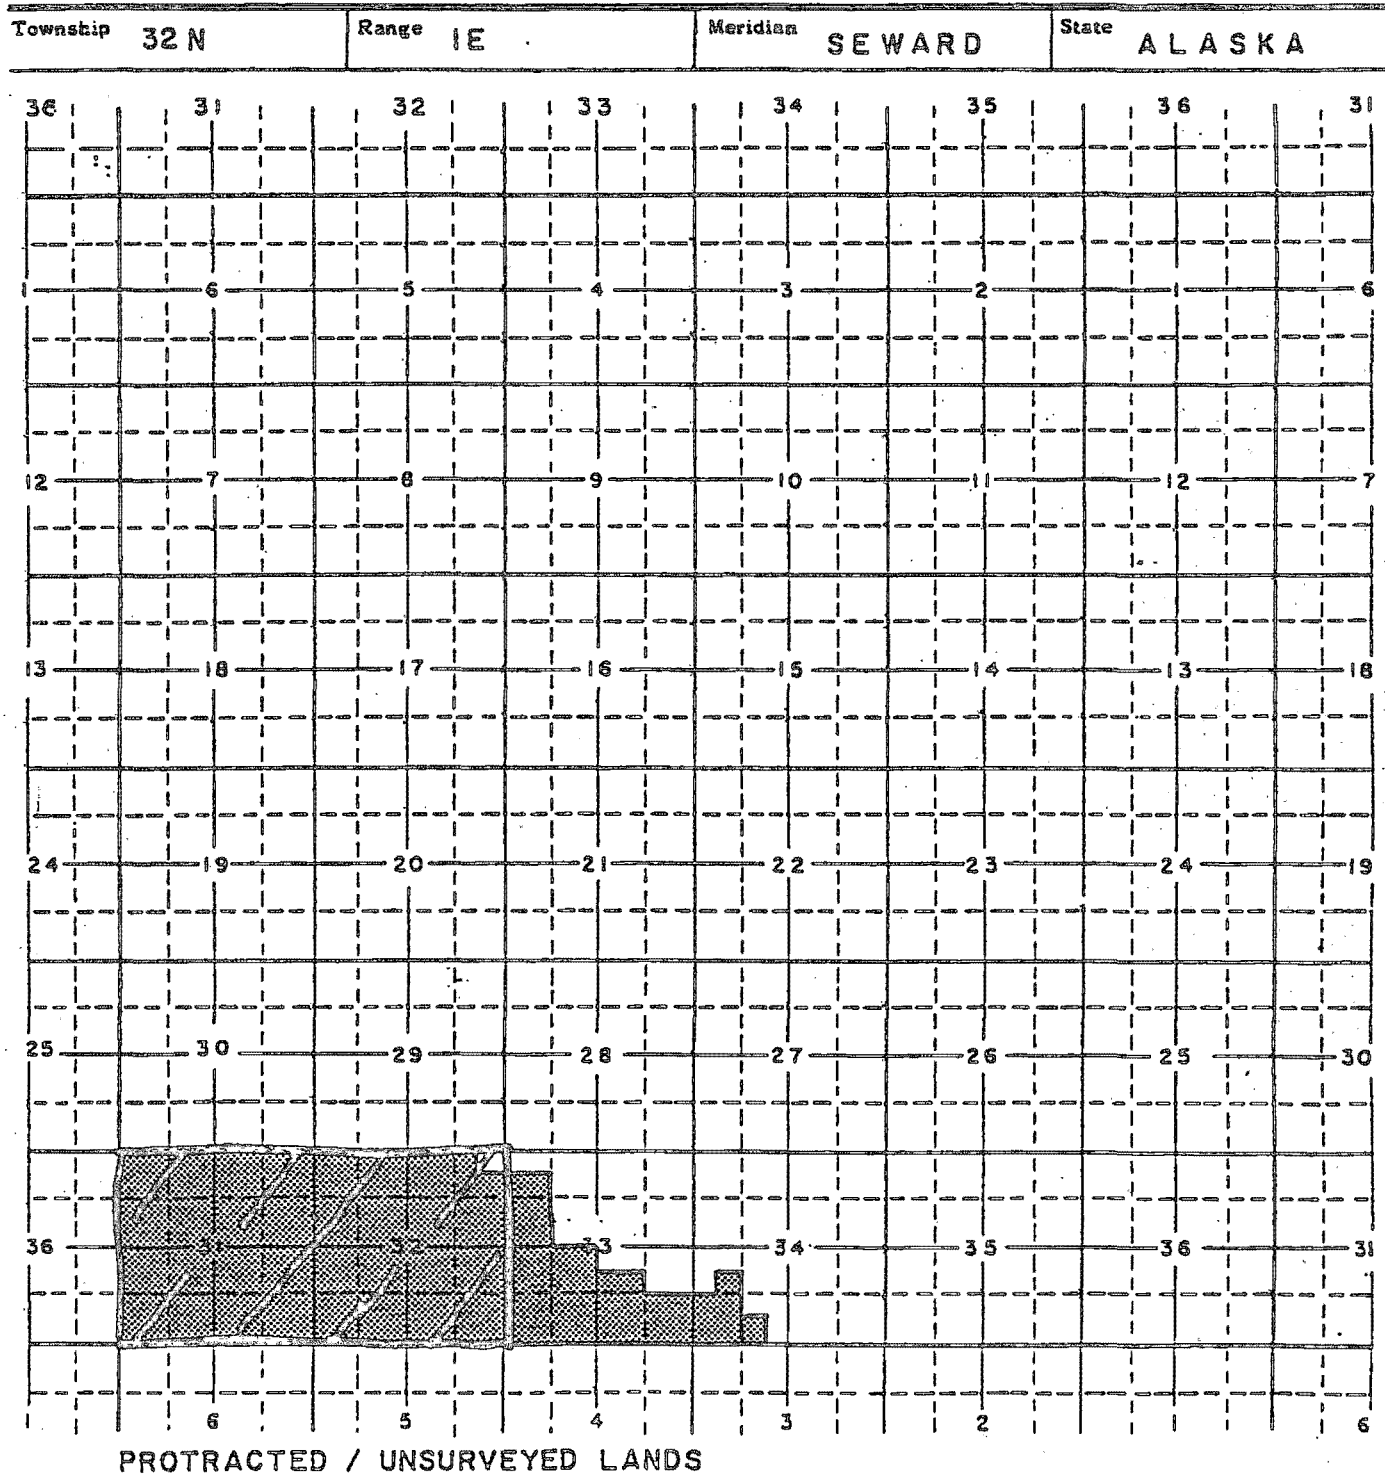 Township 32 N Range 1E Meridian SEWARD State ALASKA
36 31 32 33 34 35 36 31
1 6 5 4 3 2 1 6
12 7 8 9 10 11 12 7
13 18 17 16 15 14 13 18
24 19 20 21 22 23 24 19
25 30 29 28 27 26 25 30
36 31 32 33 34 35 36 31
6 5 4 3 2 6
PROTRACTED / UNSURVEYED LANDS